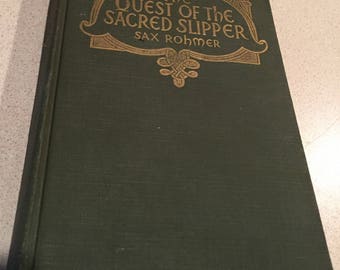 QUEST OF THE
SACRED SLIPPER
SAX ROHMER